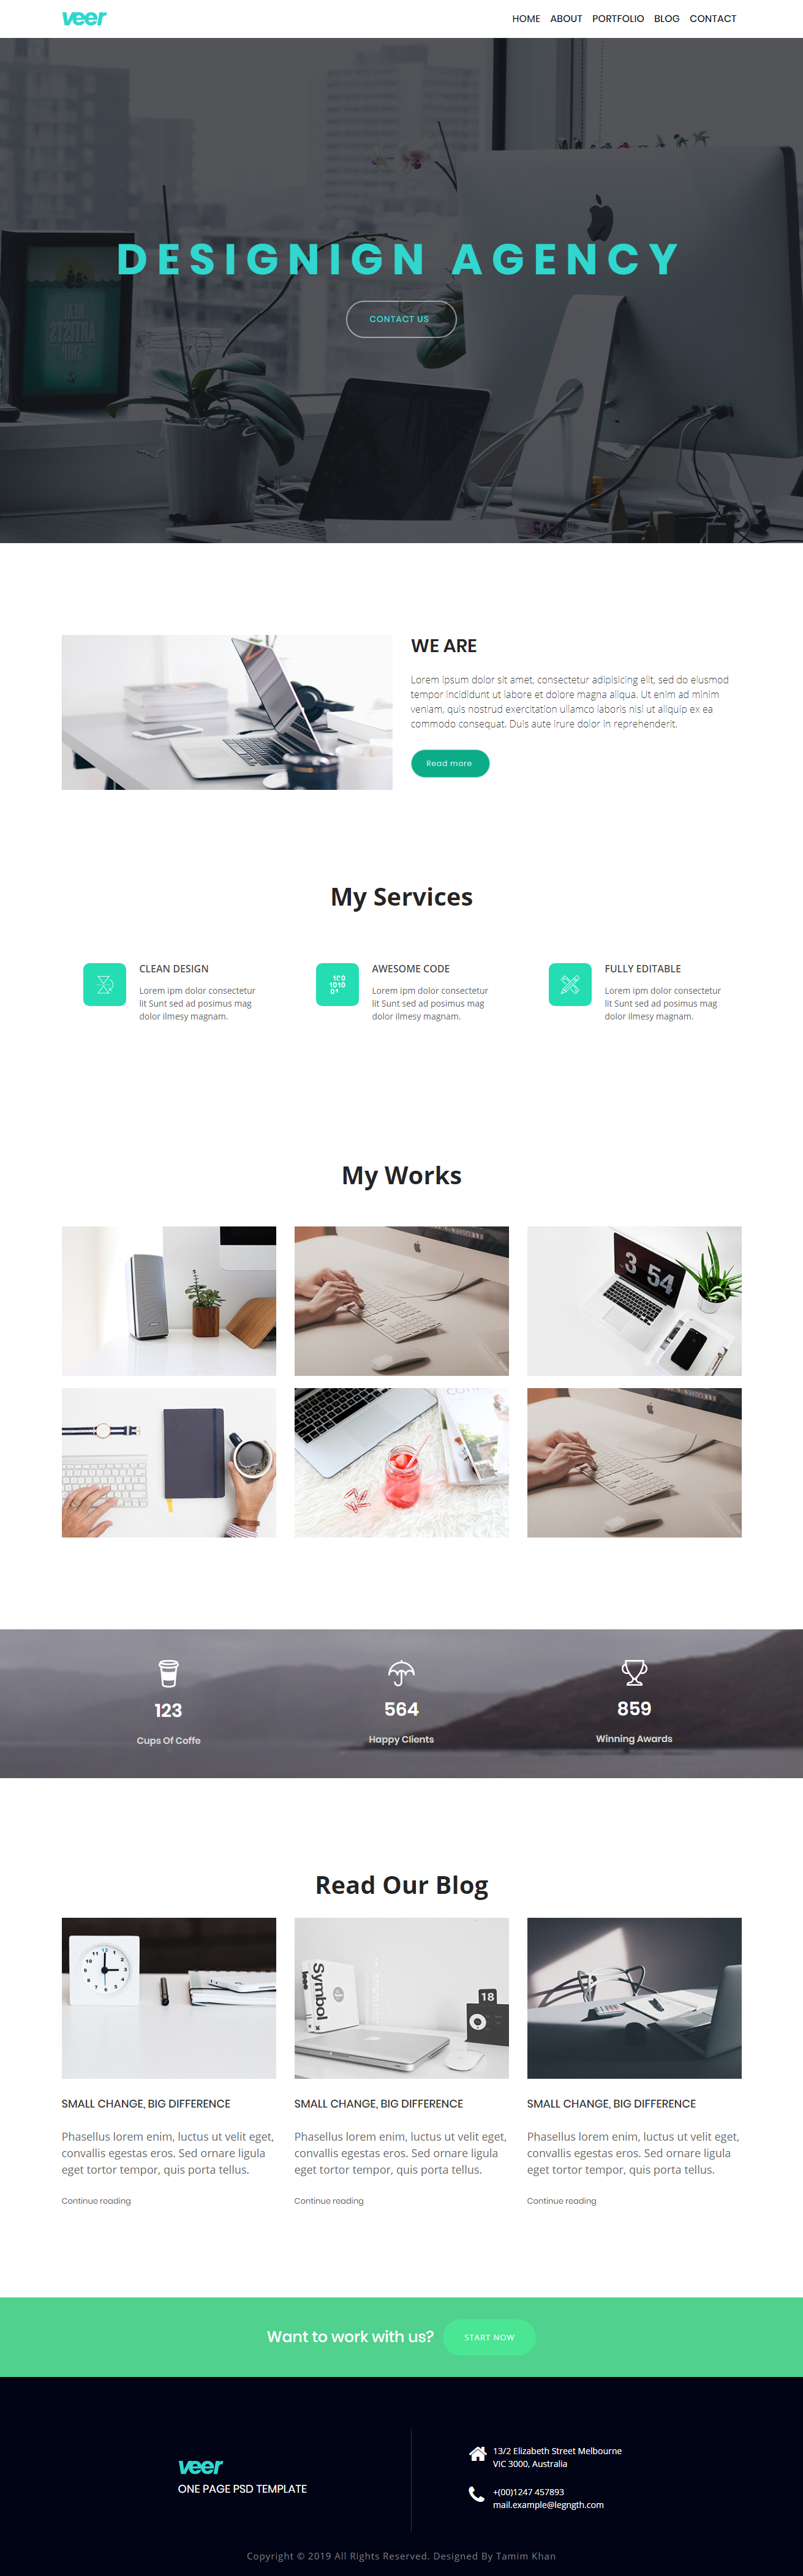 veer
HOME ABOUT PORTFOLIO BLOG CONTACT
DESIGNIGN AGENCY
CONTACT US
REAL
ARTISTS
SHIP
WE ARE
Lorem ipsum dolor sit amet, consectetur adipisicing elit, sed do eiusmod
tempor incididunt ut labore et dolore magna aliqua. Ut enim ad minim
veniam, quis nostrud exercitation ullamco laboris nisi ut aliquip ex ea
commodo consequat. Duis aute irure dolor in reprehenderit.
Read more
My Services
CLEAN DESIGN
Lorem ipm dolor consectetur
lit Sunt sed ad posimus mag
dolor ilmesy magnam.
AWESOME CODE
Lorem ipm dolor consectetur
lit Sunt sed ad posimus mag
dolor ilmesy magnam.
FULLY EDITABLE
Lorem ipm dolor consectetur
lit Sunt sed ad posimus mag
dolor ilmesy magnam.
My Works
3 54
123
Cups Of Coffe
564
Happy Clients
859
Winning Awards
Read Our Blog
Symbol
18
SMALL CHANGE, BIG DIFFERENCE
Phasellus lorem enim, luctus ut velit eget,
convallis egestas eros. Sed ornare ligula
eget tortor tempor, quis porta tellus.
Continue reading
SMALL CHANGE, BIG DIFFERENCE
Phasellus lorem enim, luctus ut velit eget,
convallis egestas eros. Sed ornare ligula
eget tortor tempor, quis porta tellus.
Continue reading
SMALL CHANGE, BIG DIFFERENCE
Phasellus lorem enim, luctus ut velit eget,
convallis egestas eros. Sed ornare ligula
eget tortor tempor, quis porta tellus.
Continue reading
Want to work with us?
START NOW
veer
ONE PAGE PSD TEMPLATE
13/2 Elizabeth Street Melbourne
VIC 3000, Australia
+(00)1247 457893
mail.example@legngth.com
Copyright © 2019 All Rights Reserved. Designed By Tamim Khan